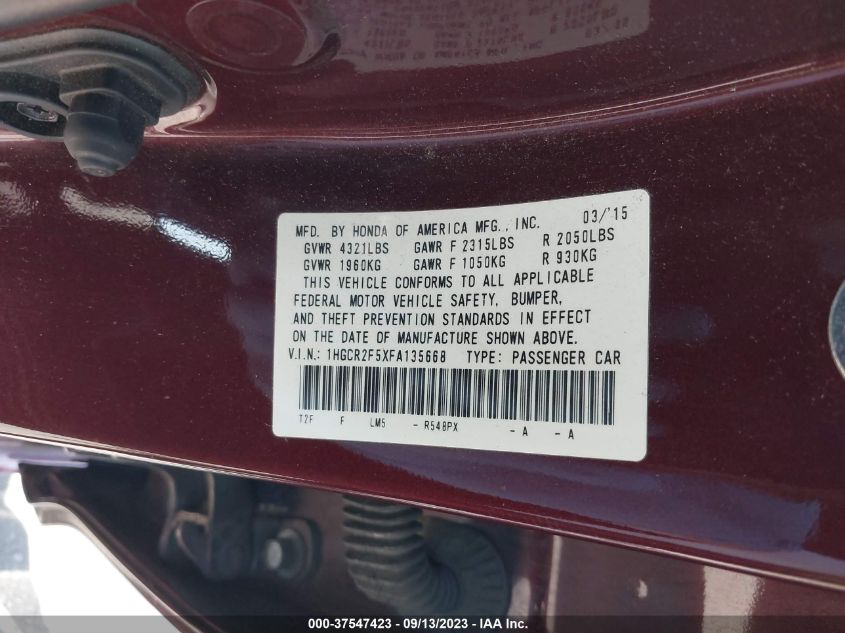 MFD. BY HONDA OF AMERICA MFG., INC. 03/'15
GVWR 4321LBS GAWR F 2315LBS R 2050LBS
GVWR 1960KG GAWR F 1050KG R 930KG
THIS VEHICLE CONFORMS TO ALL APPLICABLE
FEDERAL MOTOR VEHICLE SAFETY, BUMPER,
AND THEFT PREVENTION STANDARDS IN EFFECT
ON THE DATE OF MANUFACTURE SHOWN ABOVE.
V.I.N.: 1HGCR2F5XFA135668 TYPE: PASSENGER CAR
T2F F LM5 - R548PX - A - A
000-37547423 - 09/13/2023 - IAA Inc.